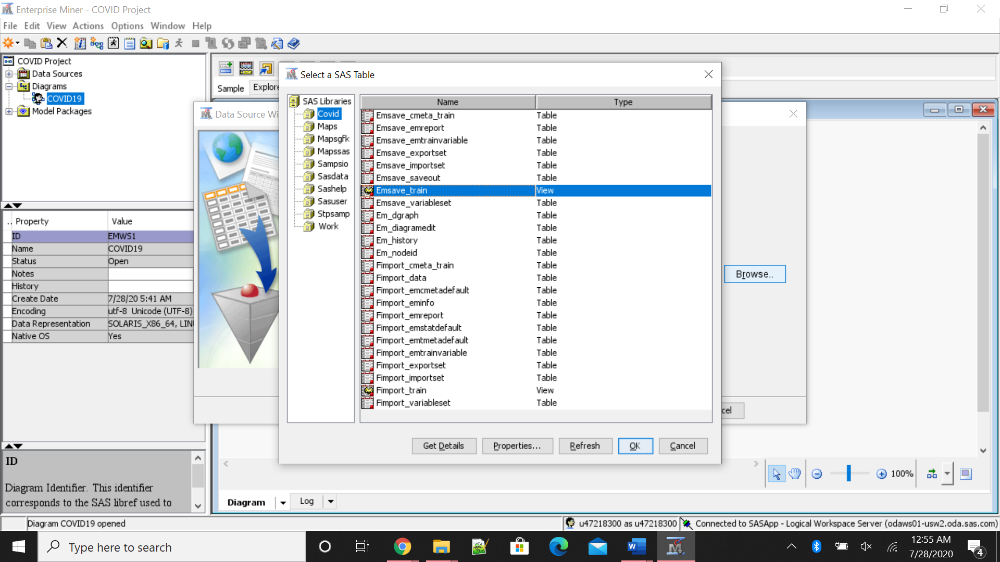 Enterprise Miner - COVID Project
File Edit View Actions Options Window Help
COVID Project
Data Sources
Diagrams
COVID19
Model Packages
.. Property Value
ID EMWS1
Name COVID19
Status Open
Notes
History
Create Date 7/28/20 5:41 AM
Encoding utf-8 Unicode (UTF-8)
Data Representation SOLARIS_X86_64, LIN
Native OS Yes
ID
Diagram Identifier. This identifier
corresponds to the SAS libref used to
Sample Explore
Data Source Wi
Select a SAS Table
SAS Libraries
Covid
Maps
Mapsgfk
Mapssas
Sampsio
Sasdata
Sashelp
Sasuser
Stpsamp
Work
Name Type
Emsave_cmeta_train Table
Emsave_emreport Table
Emsave_emtrainvariable Table
Emsave_exportset Table
Emsave_importset Table
Emsave_saveout Table
Emsave_train View
Emsave_variableset Table
Em_dgraph Table
Em_diagramedit Table
Em_history Table
Em_nodeid Table
Fimport_cmeta_train Table
Fimport_data Table
Fimport_emcmetadefault Table
Fimport_eminfo Table
Fimport_emreport Table
Fimport_emstatdefault Table
Fimport_emtmetadefault Table
Fimport_emtrainvariable Table
Fimport_exportset Table
Fimport_importset Table
Fimport_train View
Fimport_variableset Table
Get Details Properties... Refresh OK Cancel
Browse..
cel
100%
Diagram Log
Diagram COVID19 opened
u47218300 as u47218300 Connected to SASApp - Logical Workspace Server (odaws01-usw2.oda.sas.com)
Type here to search
12:55 AM
7/28/2020
4